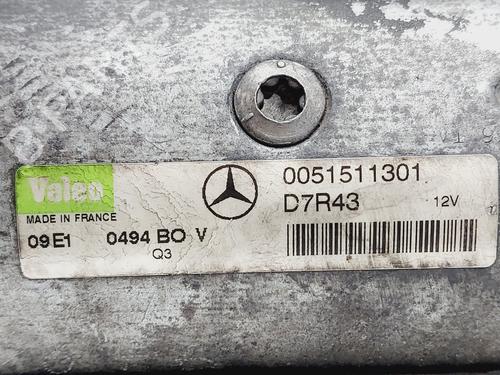 Valeo
MADE IN FRANCE
09E1 0494 BO V
Q3
0051511301
D7R43 12V